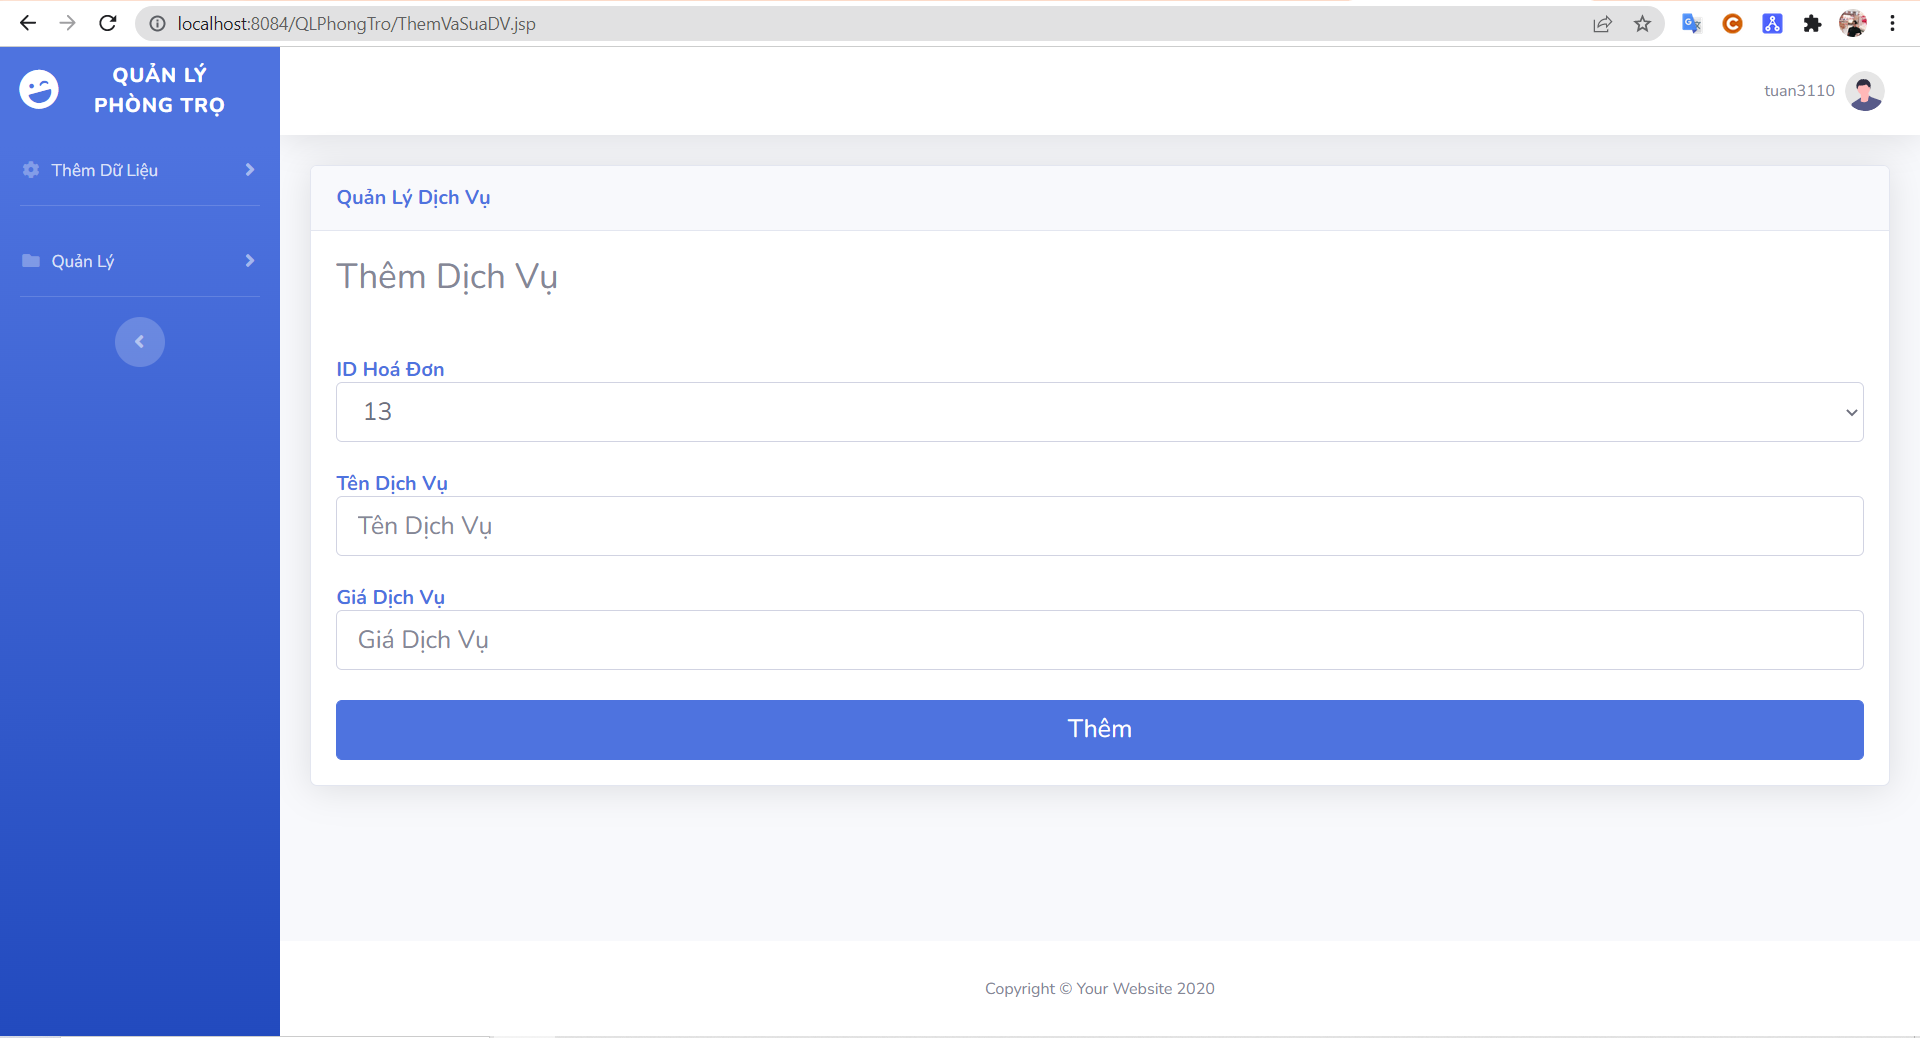 localhost:8084/QLPhongTro/ThemVaSuaDV.jsp
QUẢN LÝ
PHÒNG TRỌ
tuan3110
Thêm Dữ Liệu
Quản Lý
Quản Lý Dịch Vụ
Thêm Dịch Vụ
ID Hoá Đơn
13
Tên Dịch Vụ
Tên Dịch Vụ
Giá Dịch Vụ
Giá Dịch Vụ
Thêm
Copyright © Your Website 2020